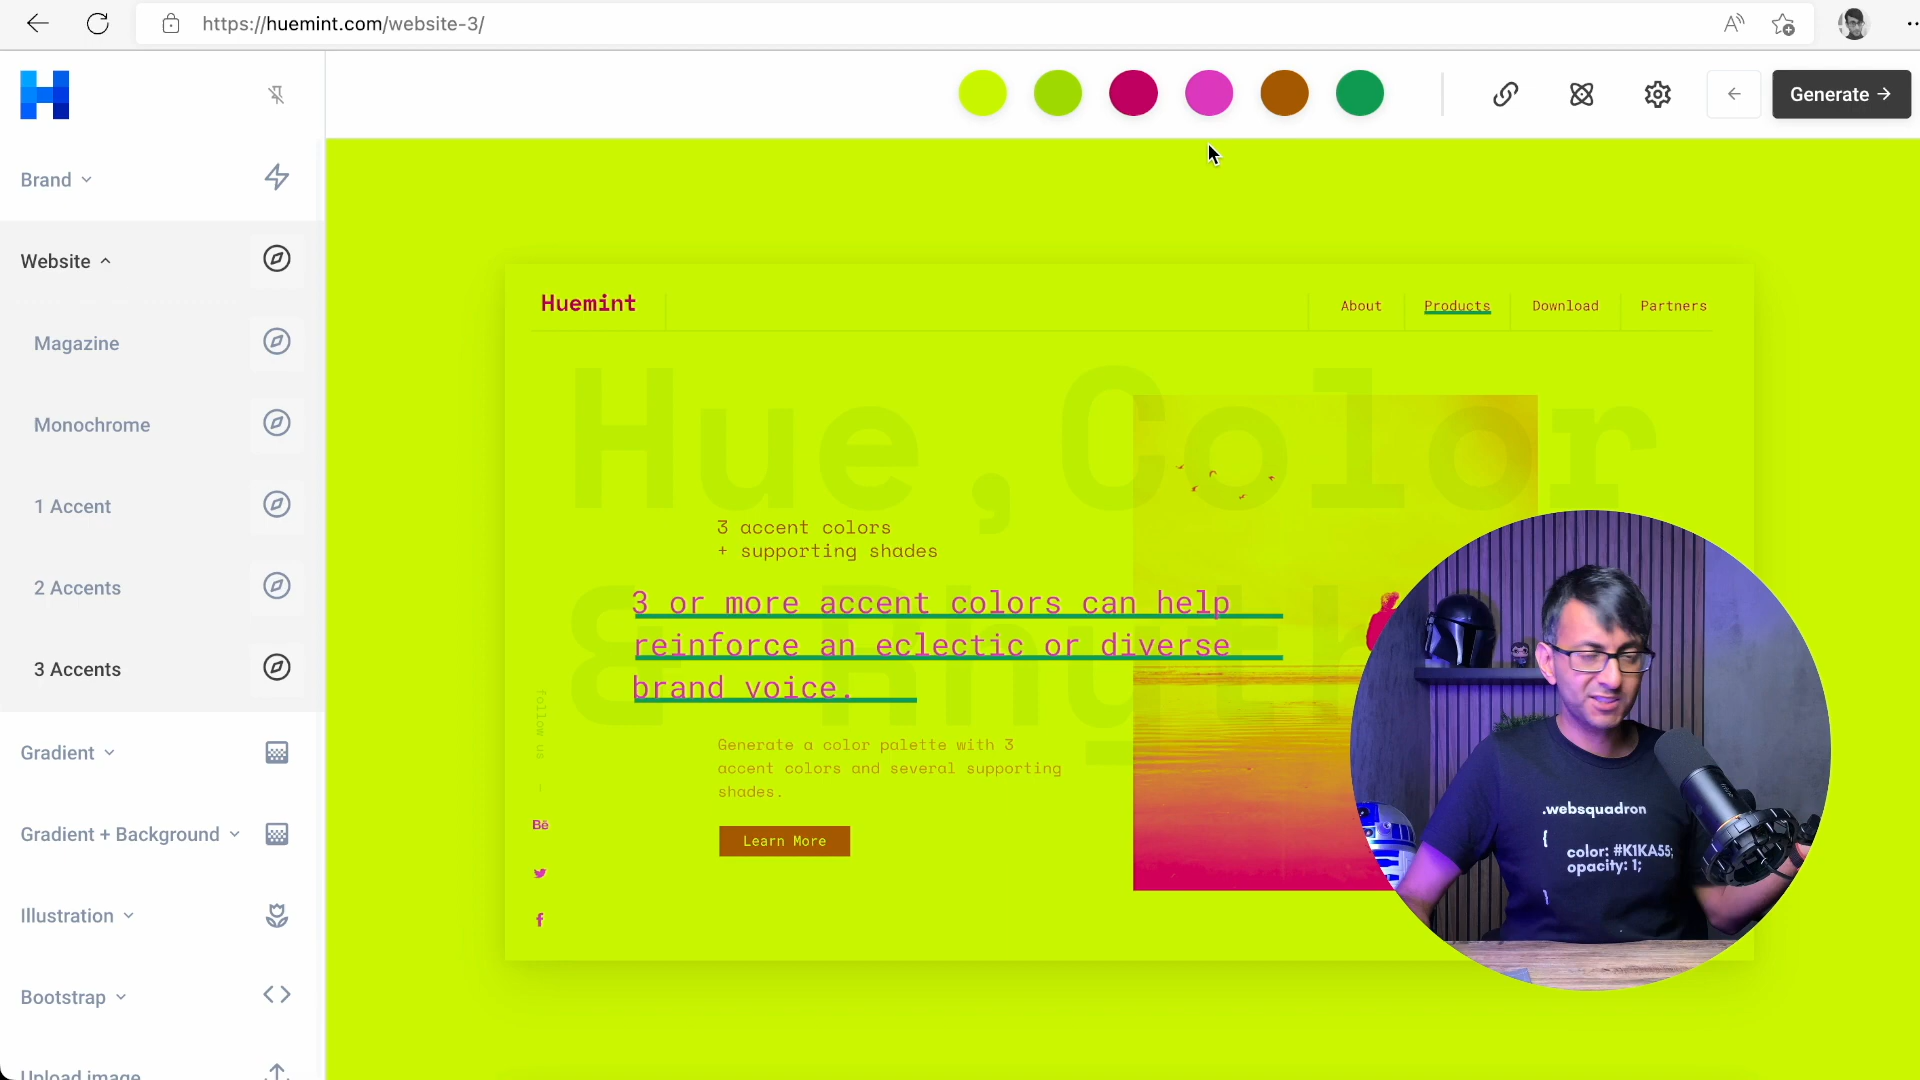 https://huemint.com/website-3/
Generate →
Brand
Website
Magazine
Monochrome
1 Accent
2 Accents
3 Accents
Gradient
Gradient + Background
Illustration
Bootstrap
Upload image
Huemint
About
Products
Download
Partners
Hue,Color
3 accent colors
+ supporting shades
3 or more accent colors can help
reinforce an eclectic or diverse
brand voice.
follow us —
Generate a color palette with 3
accent colors and several supporting
shades.
Learn More
Bē
.websquadron
{
color: #K1KA55;
opacity: 1;
}